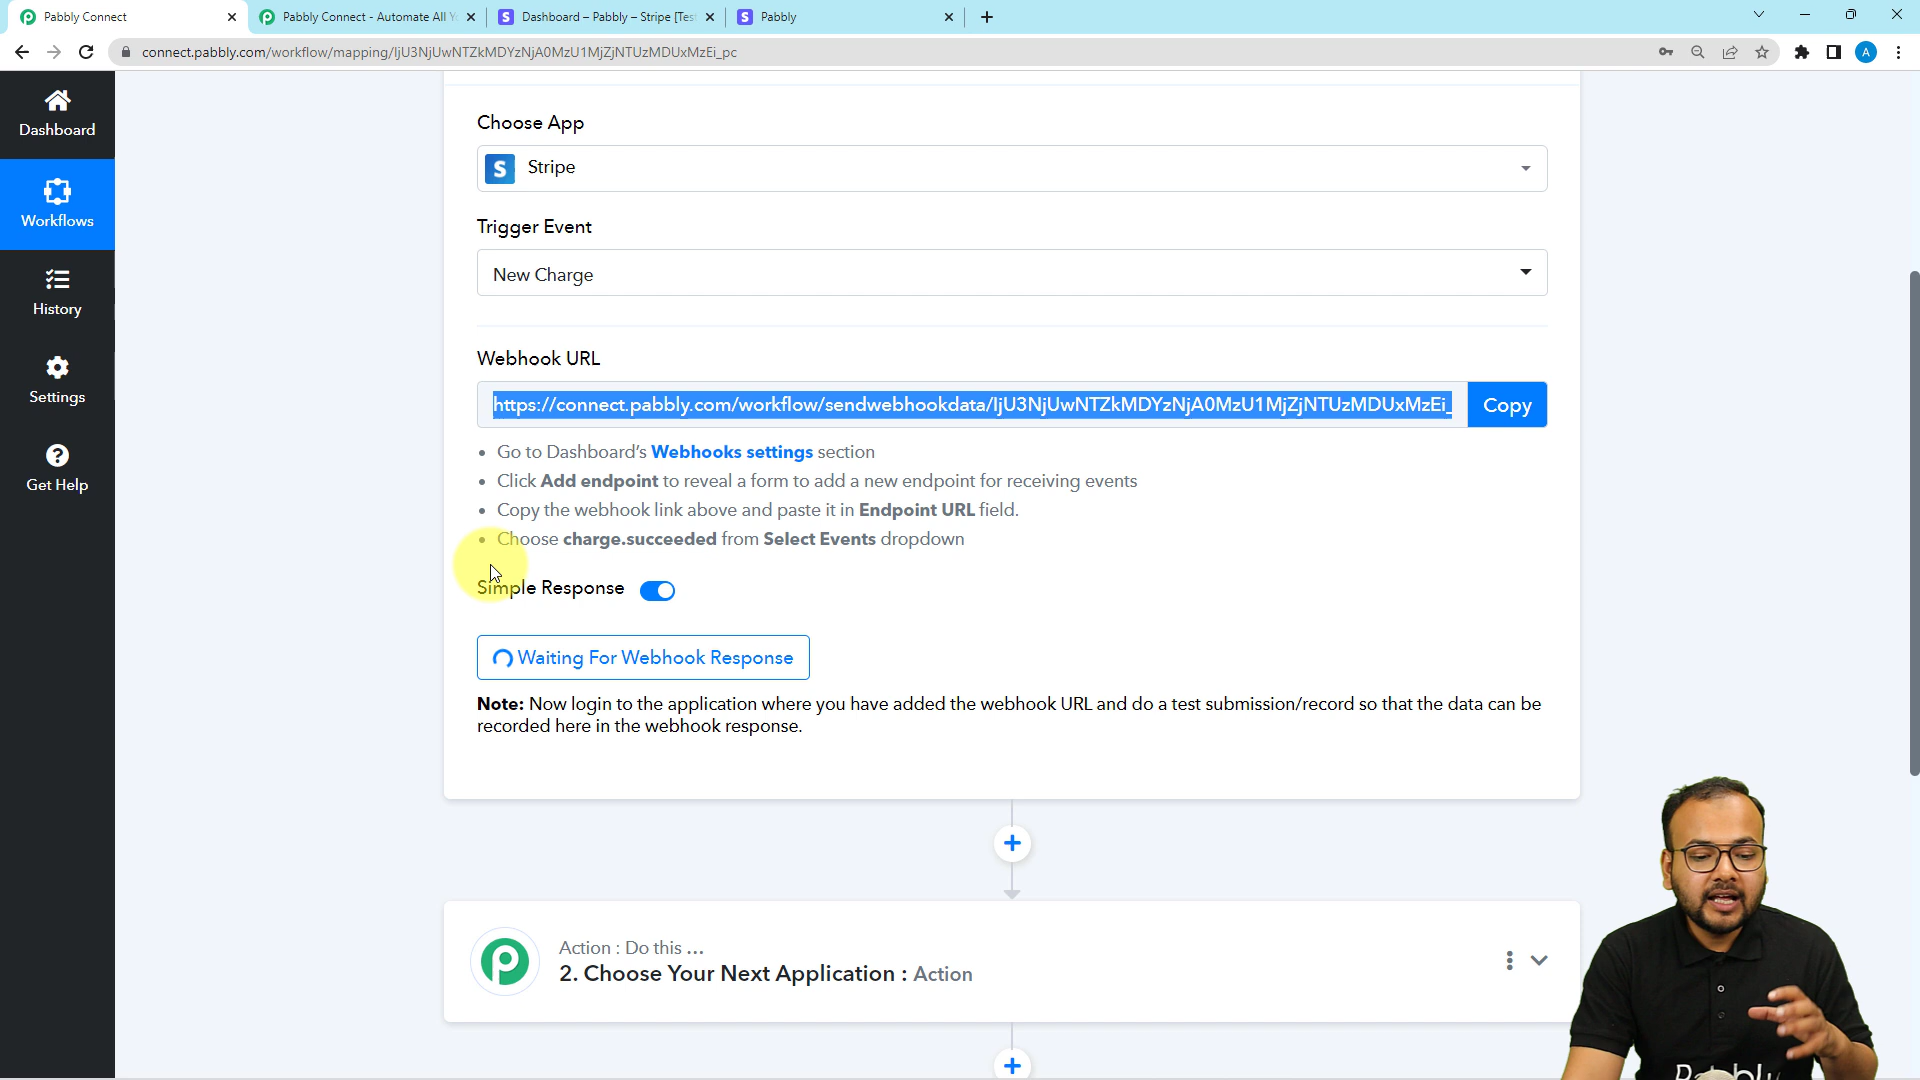 Pabbly Connect
Pabbly Connect - Automate All Y
Dashboard – Pabbly – Stripe [Tes
Pabbly
connect.pabbly.com/workflow/mapping/IjU3NjUwNTZkMDYzNjA0MzU1MjZjNTUzMDUxMzEi_pc
A
Dashboard
Workflows
History
Settings
Get Help
Choose App
Stripe
Trigger Event
New Charge
Webhook URL
https://connect.pabbly.com/workflow/sendwebhookdata/IjU3NjUwNTZkMDYzNjA0MzU1MjZjNTUzMDUxMzEi_
Copy
Go to Dashboard's Webhooks settings section
Click Add endpoint to reveal a form to add a new endpoint for receiving events
Copy the webhook link above and paste it in Endpoint URL field.
Choose charge.succeeded from Select Events dropdown
Simple Response
Waiting For Webhook Response
Note: Now login to the application where you have added the webhook URL and do a test submission/record so that the data can be
recorded here in the webhook response.
Action : Do this ...
2. Choose Your Next Application : Action
Pabbly